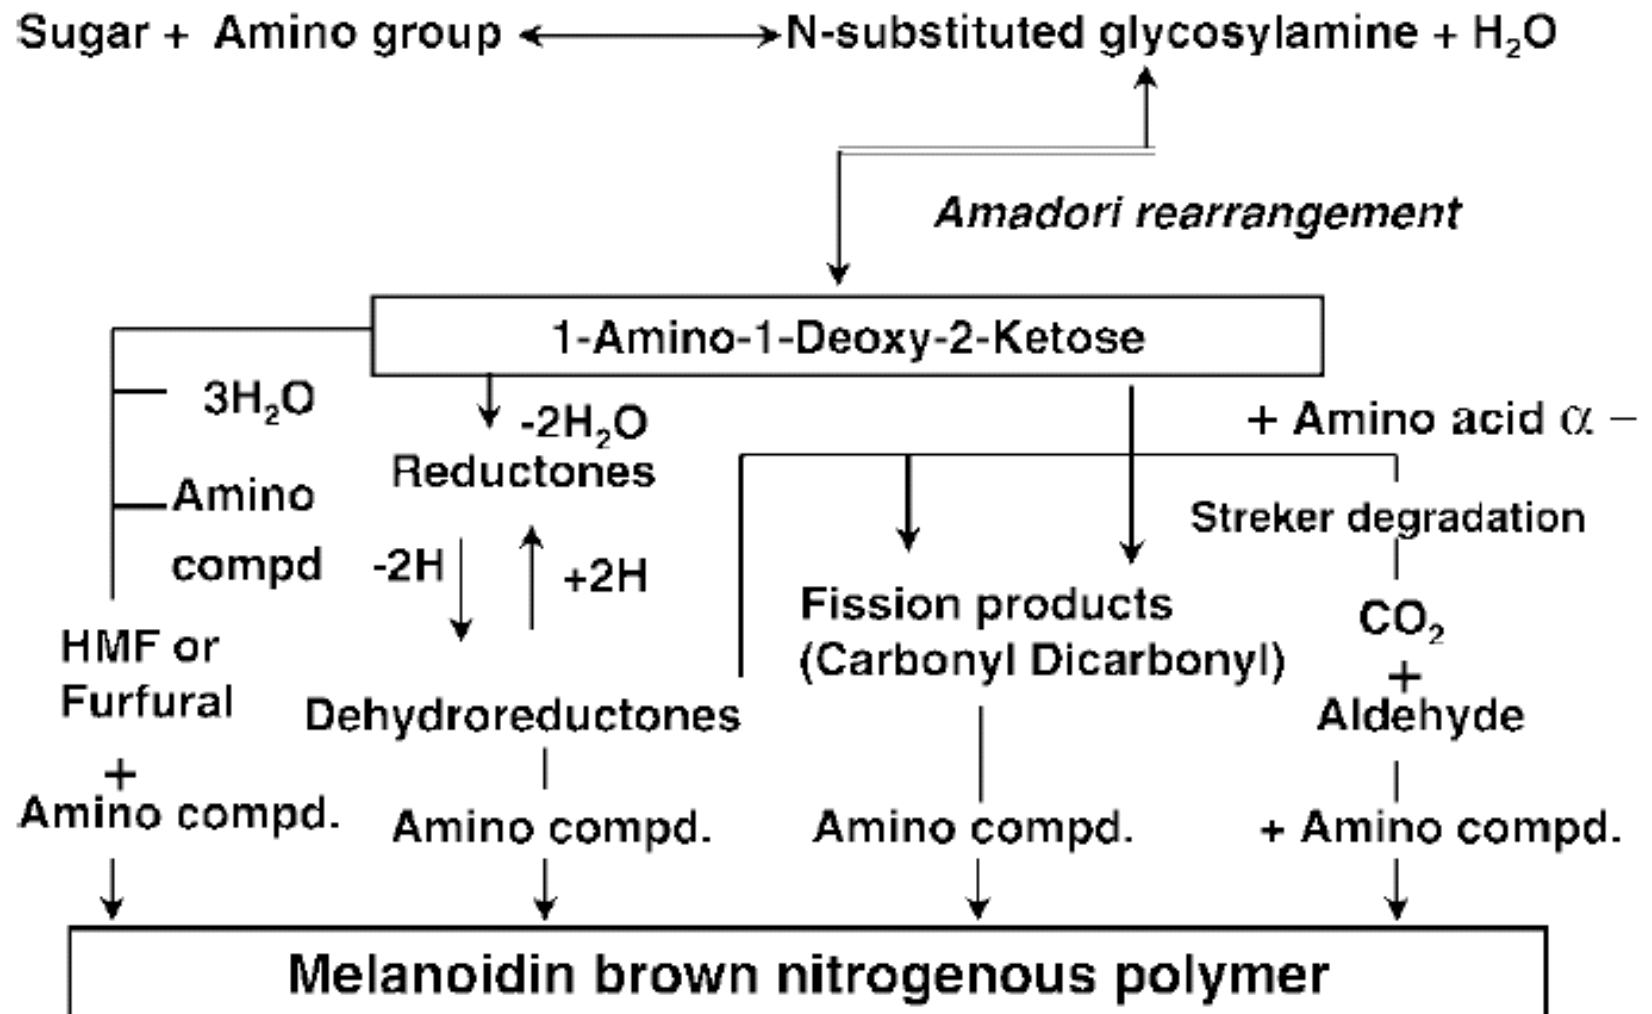 Sugar + Amino group N-substituted glycosylamine + H₂O
Amadori rearrangement
1-Amino-1-Deoxy-2-Ketose
3H₂O
-2H₂O
+ Amino acid α –
Reductones
Amino
compd
Streker degradation
-2H
+2H
Fission products
(Carbonyl Dicarbonyl)
CO₂
+
Aldehyde
HMF or
Furfural
Dehydroreductones
+
Amino compd.
Amino compd.
Amino compd.
+ Amino compd.
Melanoidin brown nitrogenous polymer